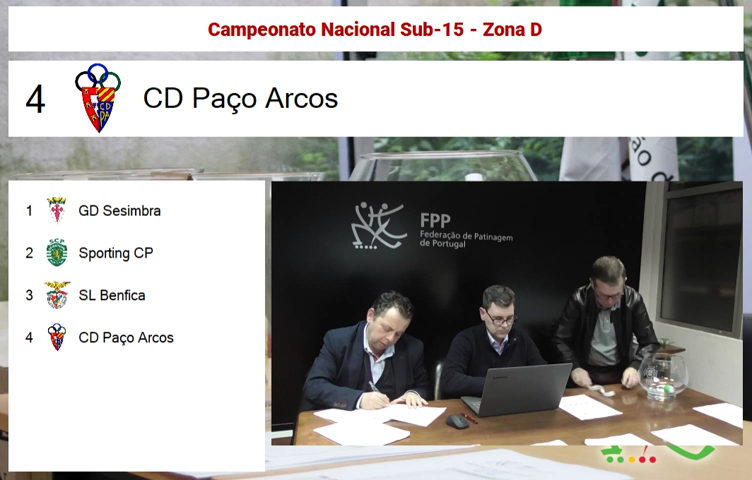 Campeonato Nacional Sub-15 - Zona D
4 CD Paço Arcos
1 GD Sesimbra
2 Sporting CP
3 SL Benfica
4 CD Paço Arcos
FPP
Federação de Patinagem
de Portugal